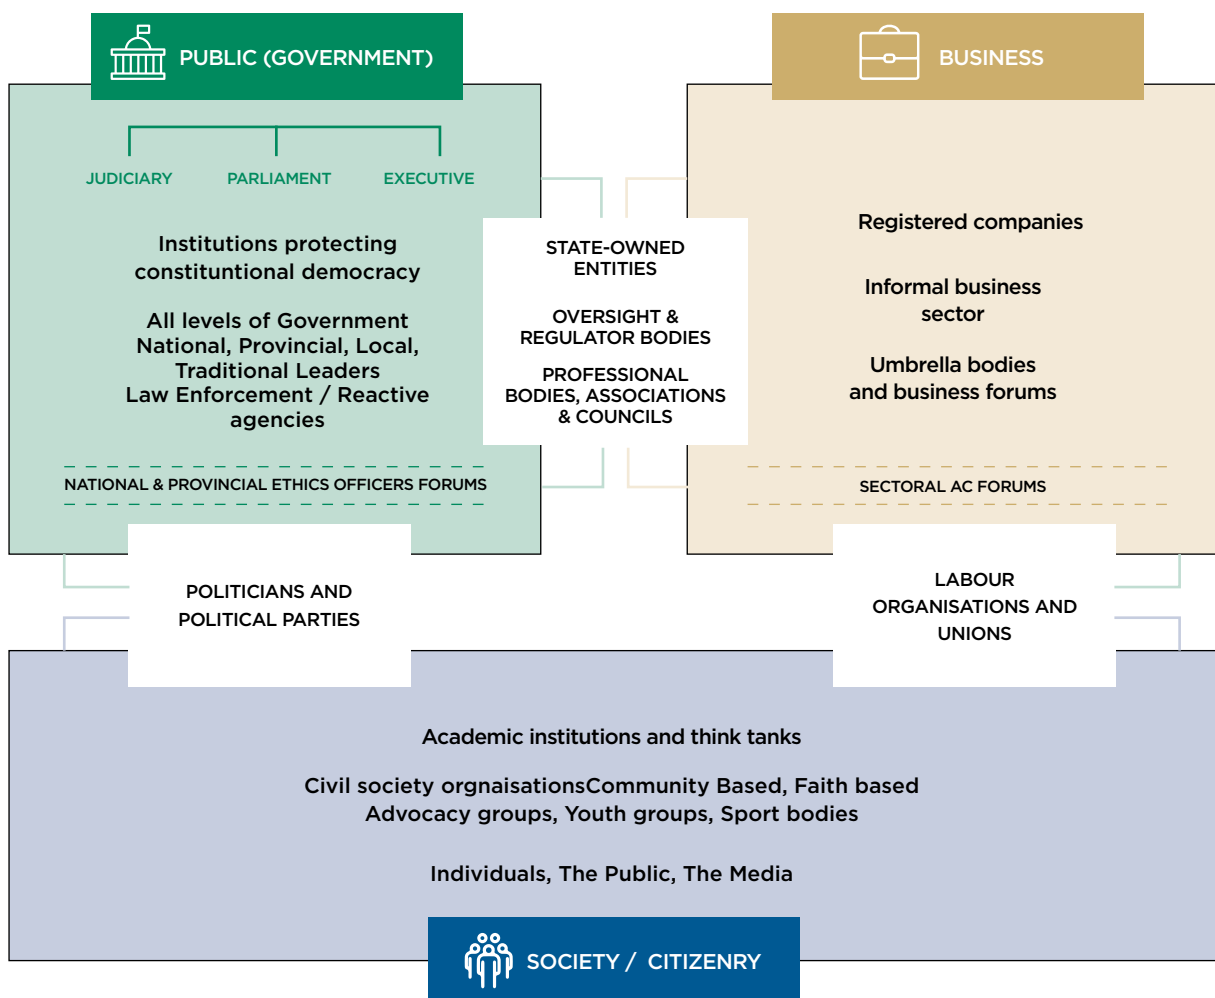 PUBLIC (GOVERNMENT)
JUDICIARY
PARLIAMENT
EXECUTIVE
Institutions protecting
constituntional democracy
All levels of Government
National, Provincial, Local,
Traditional Leaders
Law Enforcement / Reactive
agencies
NATIONAL & PROVINCIAL ETHICS OFFICERS FORUMS
STATE-OWNED
ENTITIES
OVERSIGHT &
REGULATOR BODIES
PROFESSIONAL
BODIES, ASSOCIATIONS
& COUNCILS
BUSINESS
Registered companies
Informal business
sector
Umbrella bodies
and business forums
SECTORAL AC FORUMS
POLITICIANS AND
POLITICAL PARTIES
LABOUR
ORGANISATIONS AND
UNIONS
Academic institutions and think tanks
Civil society orgnaisationsCommunity Based, Faith based
Advocacy groups, Youth groups, Sport bodies
Individuals, The Public, The Media
SOCIETY / CITIZENRY